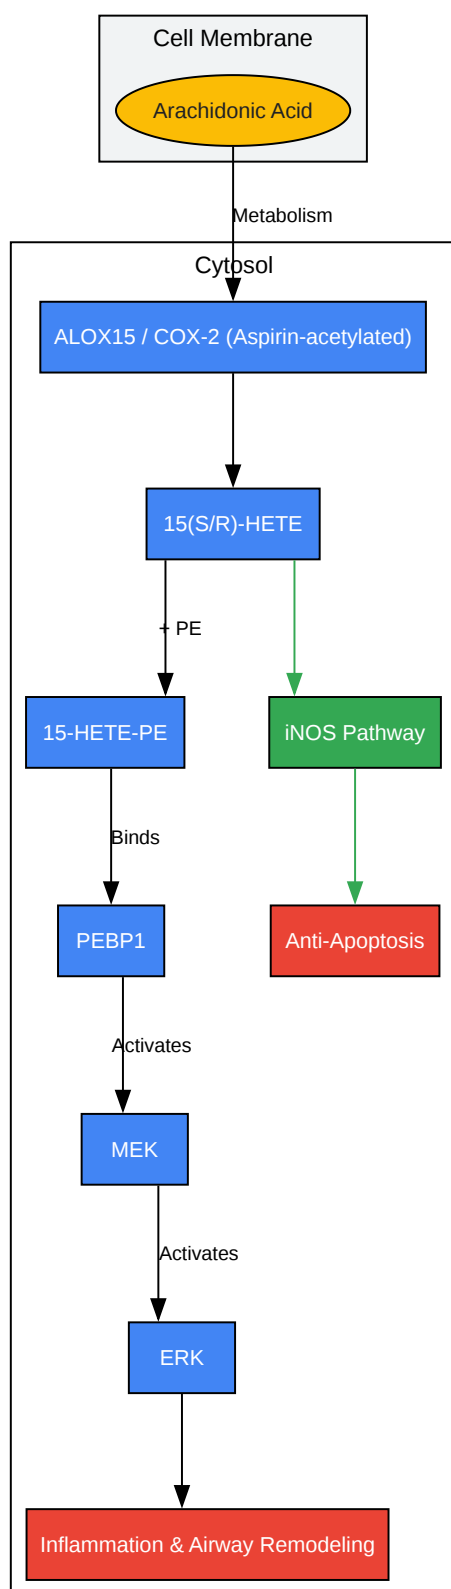 Cell Membrane
Arachidonic Acid
Metabolism
Cytosol
ALOX15 / COX-2 (Aspirin-acetylated)
15(S/R)-HETE
+ PE
15-HETE-PE
iNOS Pathway
Binds
PEBP1
Anti-Apoptosis
Activates
MEK
Activates
ERK
Inflammation & Airway Remodeling